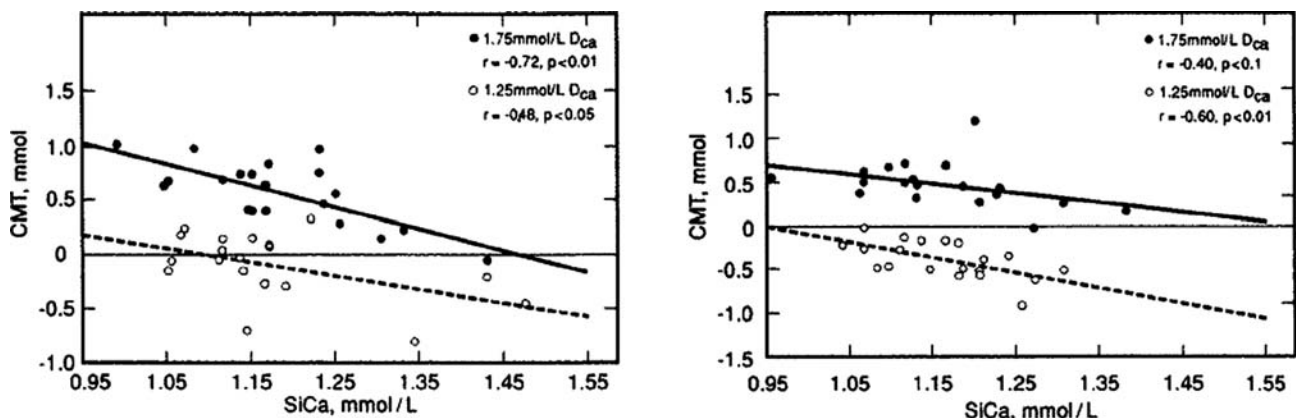 1.75mmol/L DCa
r = -0.72, p<0.01
1.25mmol/L DCa
r = -0.48, p<0.05
1.5
1.0
0.5
0
-0.5
-1.0
CMT, mmol
0.95 1.05 1.15 1.25 1.35 1.45 1.55
SiCa, mmol/L
1.75mmol/L DCa
r = -0.40, p<0.1
1.25mmol/L DCa
r = -0.60, p<0.01
1.5
1.0
0.5
0
-0.5
-1.0
-1.5
CMT, mmol
0.95 1.05 1.15 1.25 1.35 1.45 1.55
SiCa, mmol/L